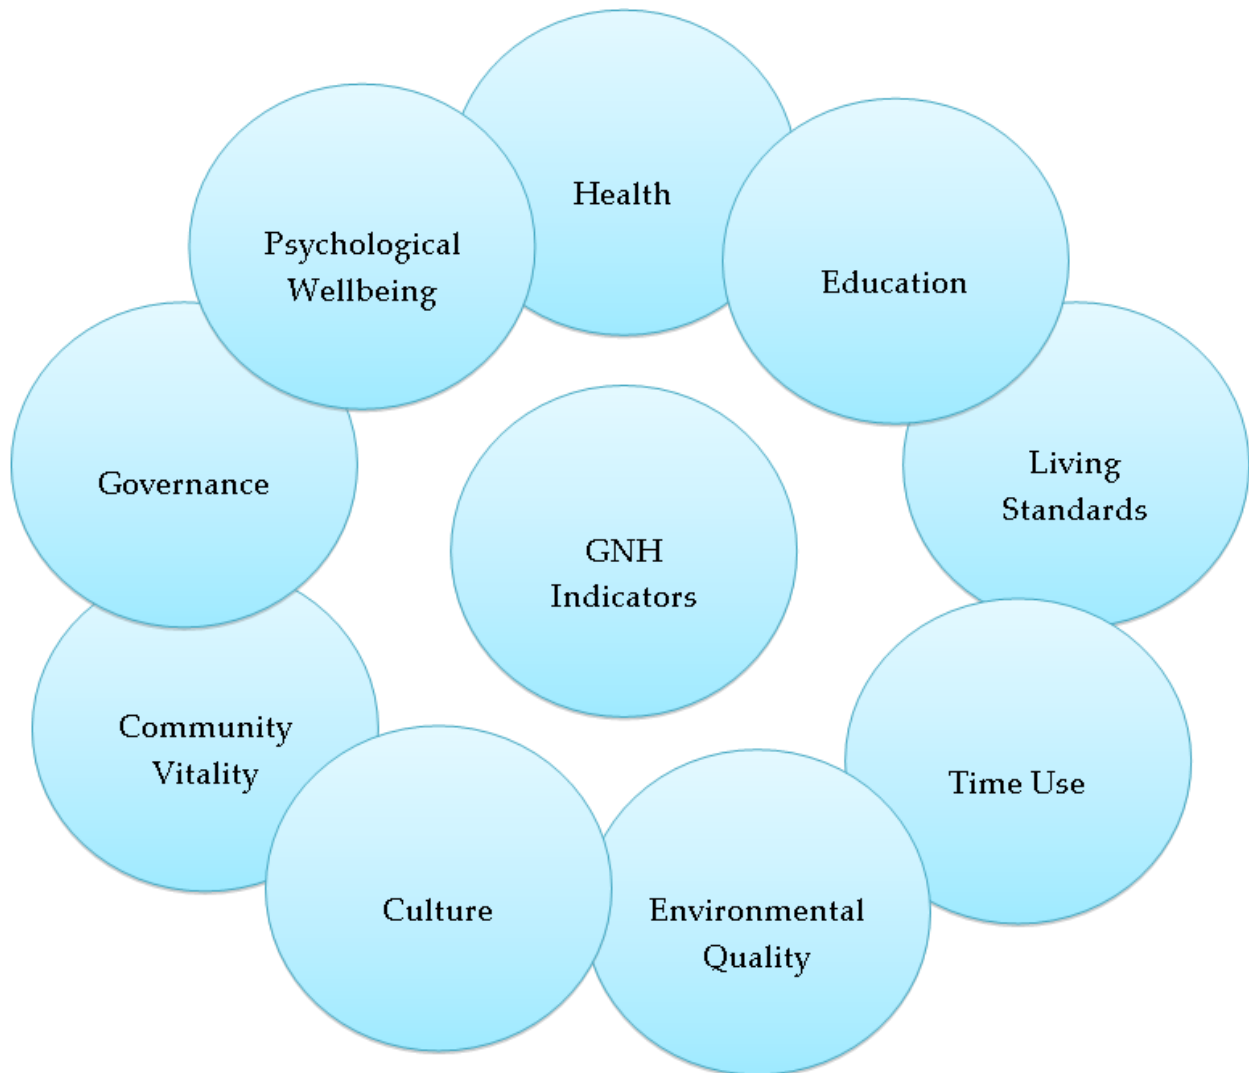 Health
Psychological
Wellbeing
Education
Governance
Living
Standards
GNH
Indicators
Community
Vitality
Time Use
Culture
Environmental
Quality